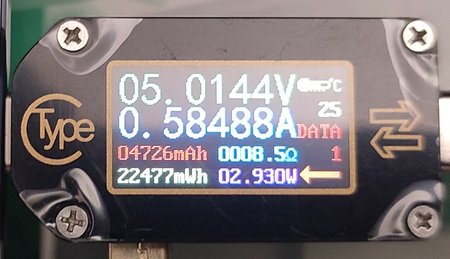 05.0144V
℃
25
0.58488A
DATA
Type
04726mAh 0008.5Ω 1
22477mWh 02.930W